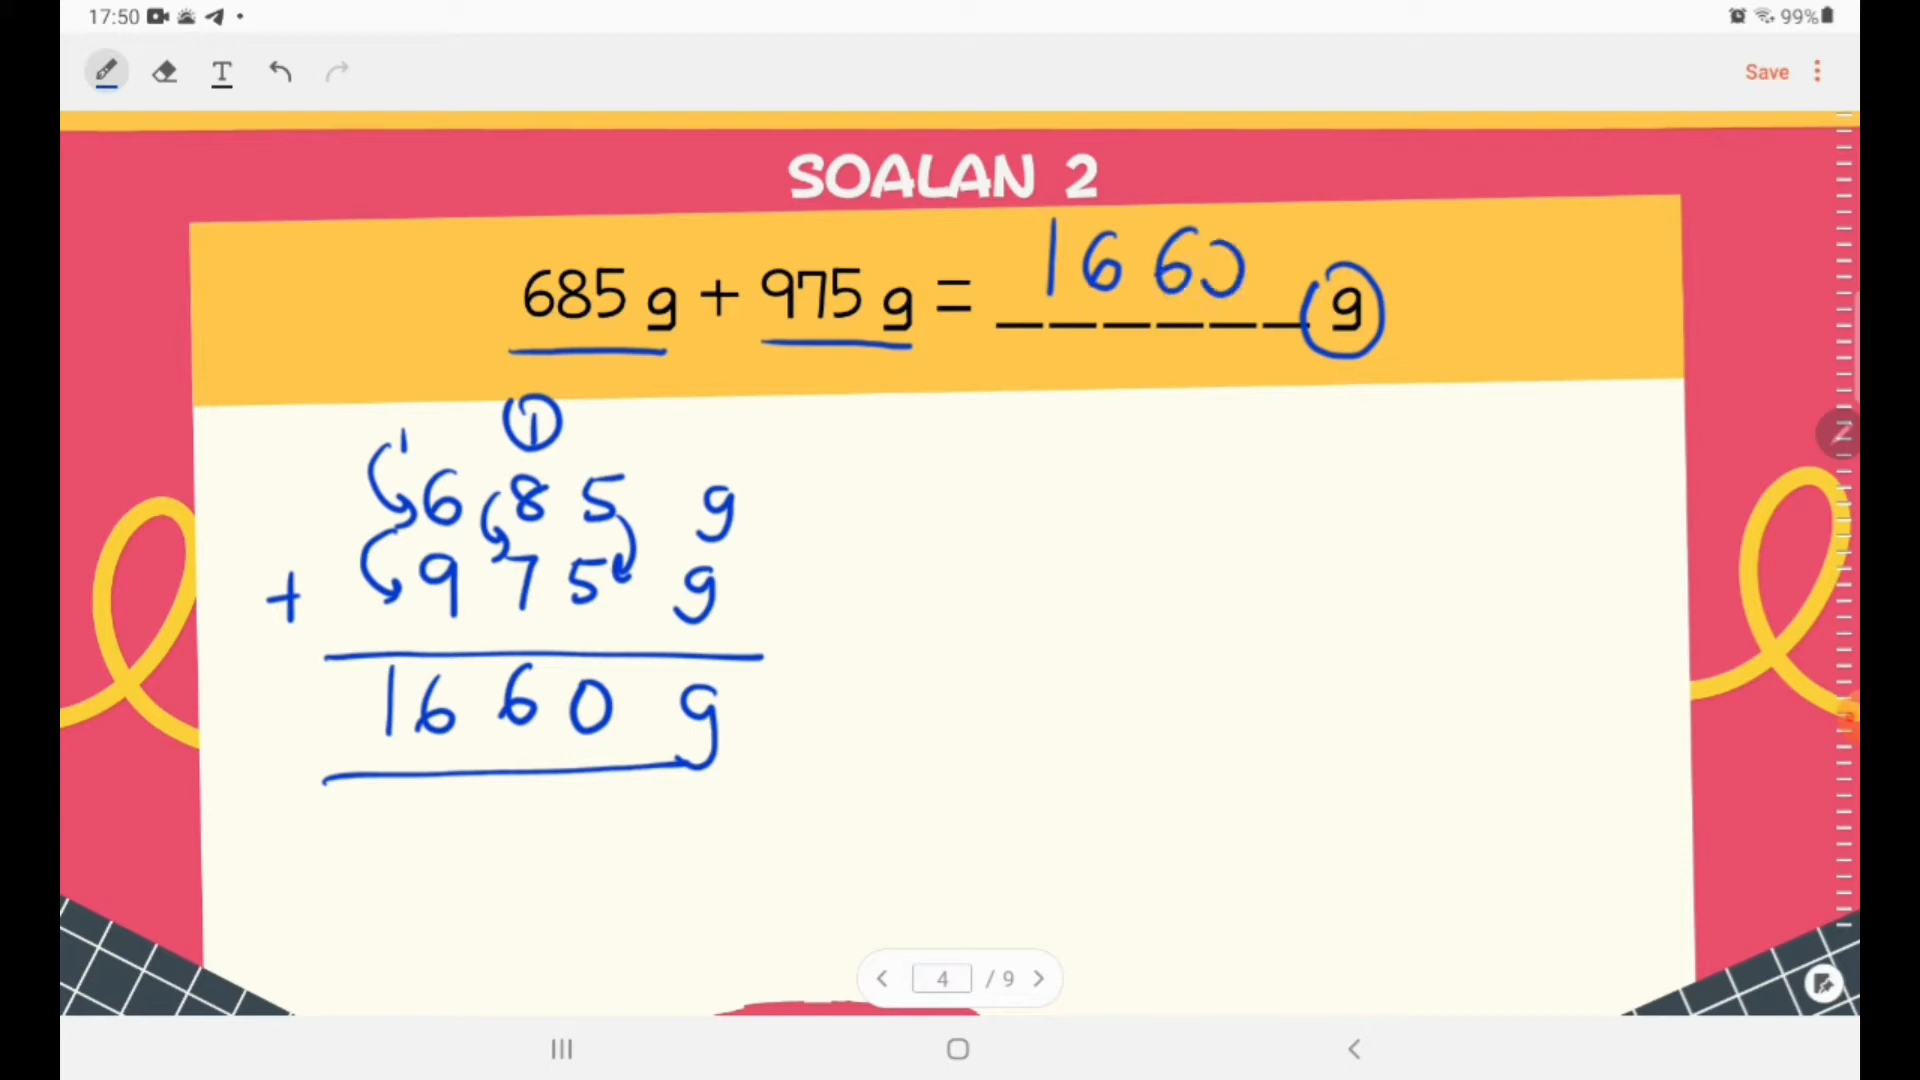 17:50
99%
T
Save
SOALAN 2
685 g + 975 g = 1660 g
1 1
685 g
+ 975 g
1660 g
4 / 9